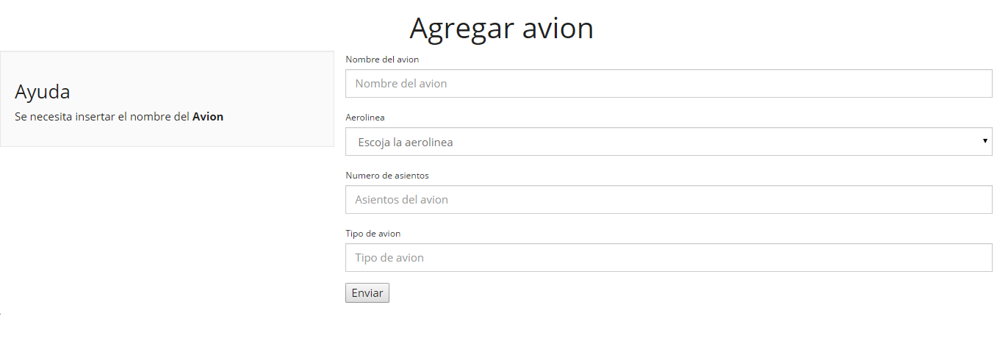 Agregar avion
Ayuda
Se necesita insertar el nombre del Avion
Nombre del avion
Nombre del avion
Aerolinea
Escoja la aerolinea
Numero de asientos
Asientos del avion
Tipo de avion
Tipo de avion
Enviar